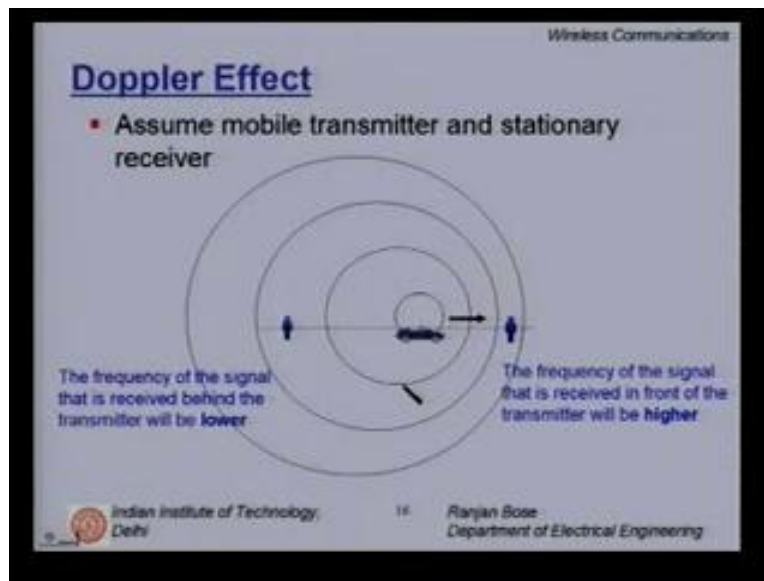 Wireless Communications
Doppler Effect
Assume mobile transmitter and stationary
receiver
The frequency of the signal
that is received behind the
transmitter will be lower
The frequency of the signal
that is received in front of the
transmitter will be higher
Indian Institute of Technology,
Delhi
16
Ranjan Bose
Department of Electrical Engineering